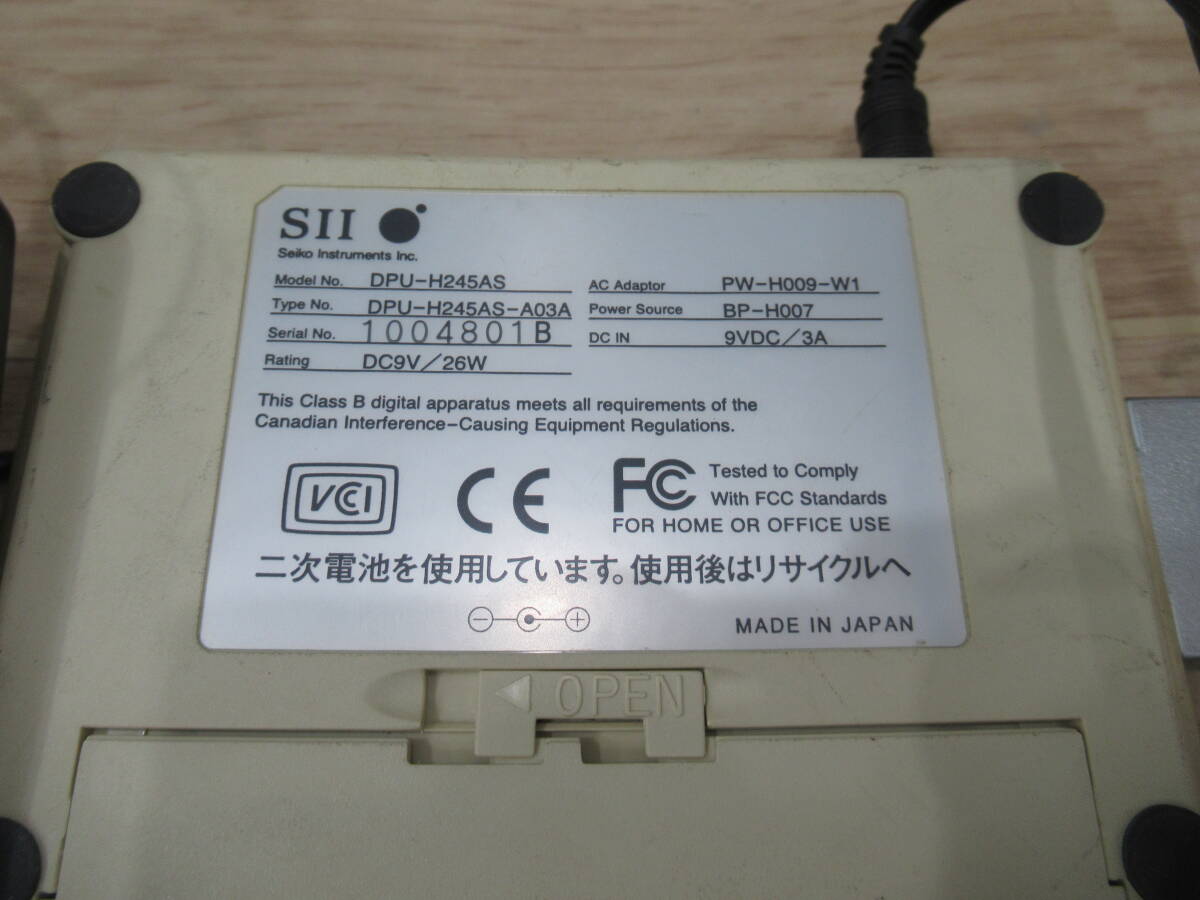 SII
Seiko Instruments Inc.
Model No. DPU-H245AS
Type No. DPU-H245AS-A03A
Serial No. 1004801B
Rating DC9V/26W
AC Adaptor PW-H009-W1
Power Source BP-H007
DC IN 9VDC/3A
This Class B digital apparatus meets all requirements of the
Canadian Interference-Causing Equipment Regulations.
VCCI
CE
FC Tested to Comply
With FCC Standards
FOR HOME OR OFFICE USE
二次電池を使用しています。使用後はリサイクルへ
MADE IN JAPAN
OPEN